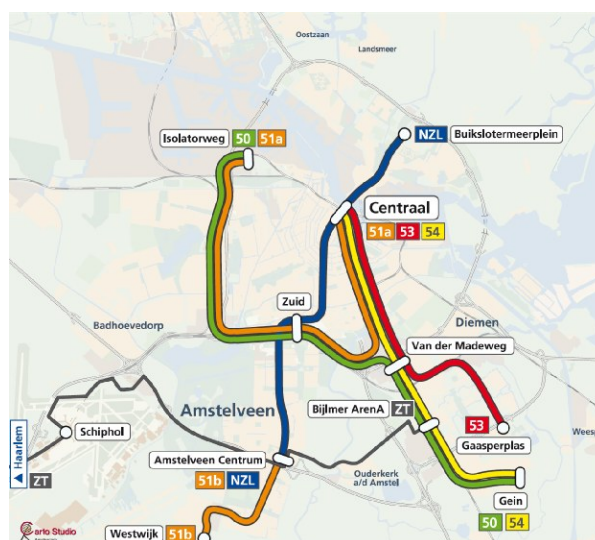 Oostzaan
Landsmeer
Isolatorweg 50 51a
NZL Buikslotermeerplein
Centraal
51a 53 54
Zuid
Badhoevedorp
Diemen
Van der Madeweg
Amstelveen
Bijlmer ArenA ZT
53
Gaasperplas
Schiphol
Haarlem
ZT
Amstelveen Centrum
51b NZL
Ouderkerk
a/d Amstel
Gein
50 54
Westwijk 51b
arto Studio